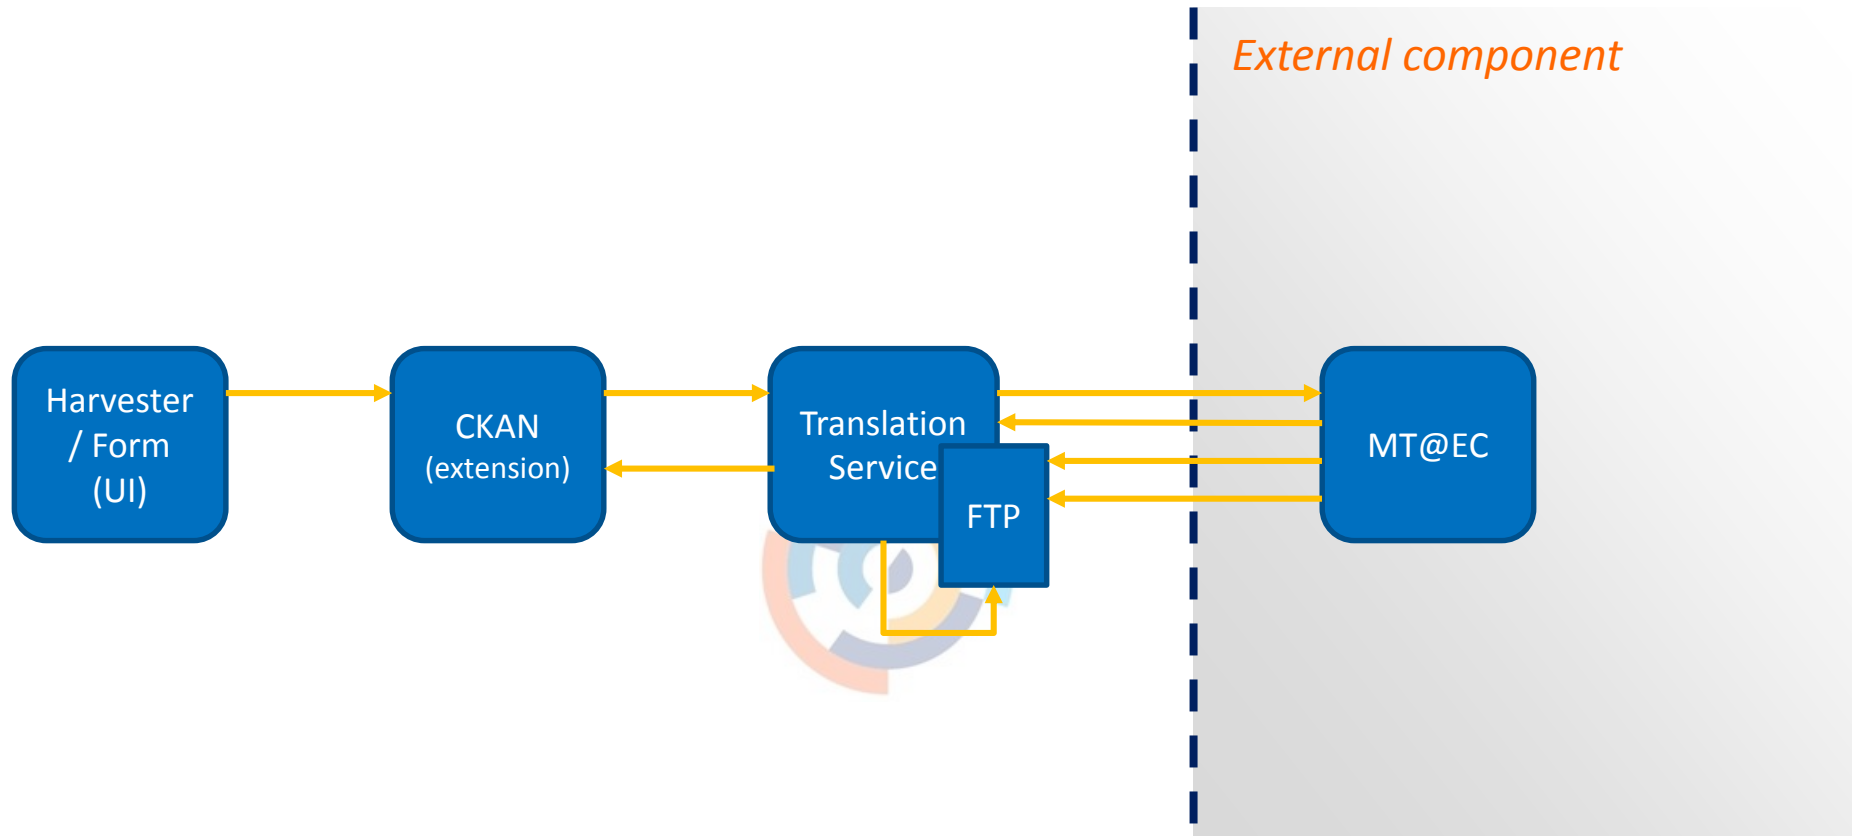 External component
Harvester
/ Form
(UI)
CKAN
(extension)
Translation
Service
FTP
MT@EC